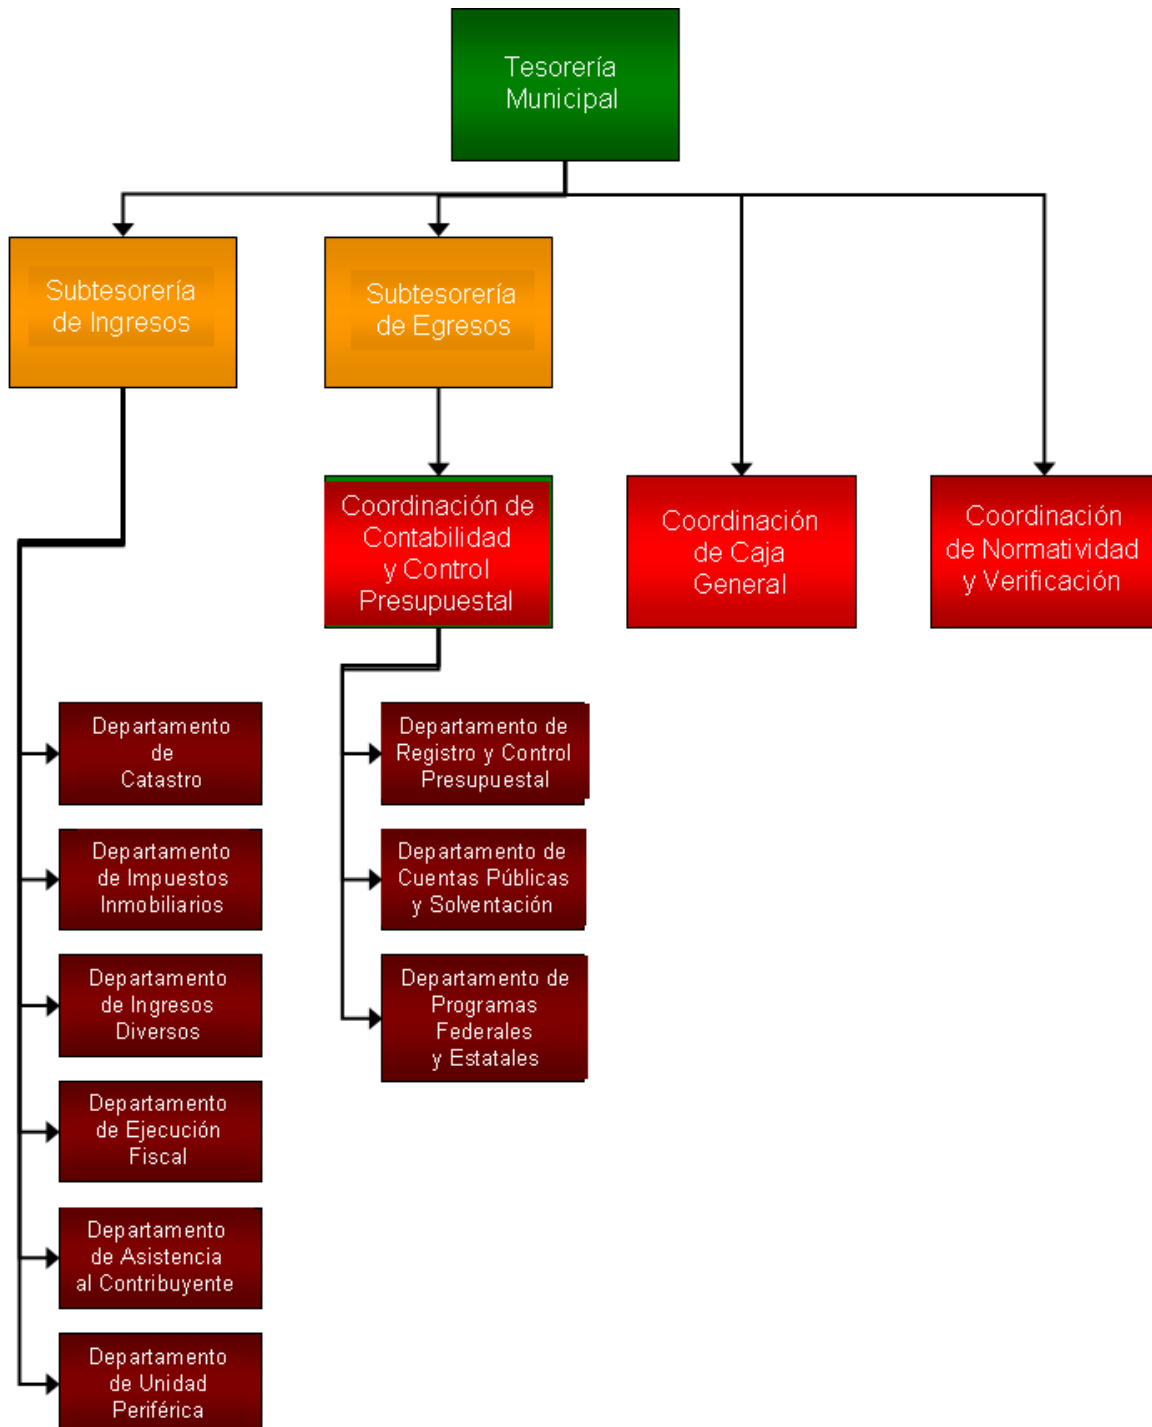 Tesorería
Municipal
Subtesorería
de Ingresos
Subtesorería
de Egresos
Coordinación de
Contabilidad
y Control
Presupuestal
Coordinación
de Caja
General
Coordinación
de Normatividad
y Verificación
Departamento
de
Catastro
Departamento
de Impuestos
Inmobiliarios
Departamento
de Ingresos
Diversos
Departamento
de Ejecución
Fiscal
Departamento
de Asistencia
al Contribuyente
Departamento
de Unidad
Periférica
Departamento de
Registro y Control
Presupuestal
Departamento de
Cuentas Públicas
y Solventación
Departamento de
Programas
Federales
y Estatales